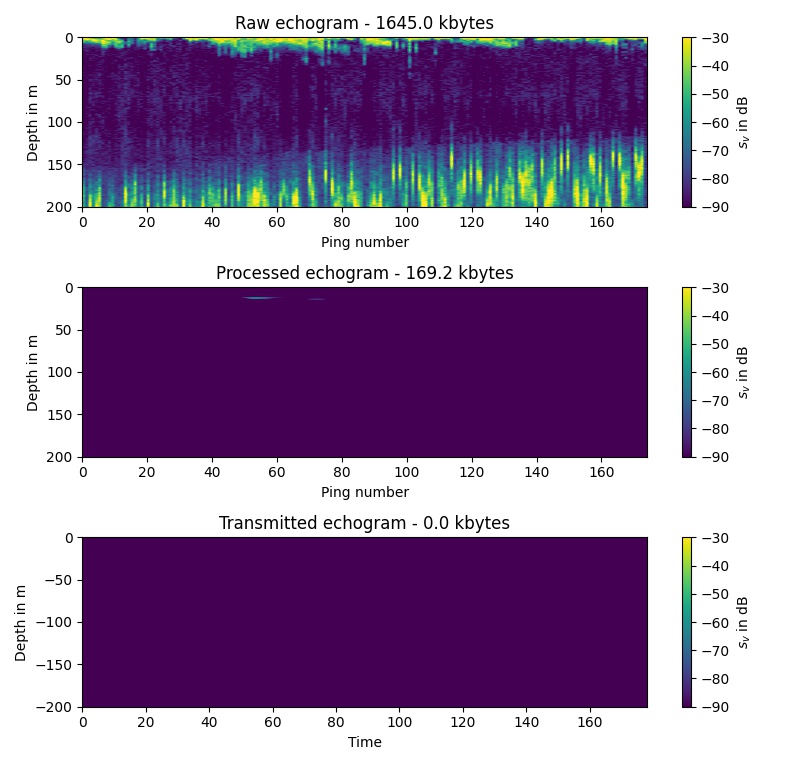 Raw echogram - 1645.0 kbytes
0
50
100
150
200
Depth in m
0 20 40 60 80 100 120 140 160
Ping number
−30
−40
−50
−60
−70
−80
−90
sv in dB
Processed echogram - 169.2 kbytes
0
50
100
150
200
Depth in m
0 20 40 60 80 100 120 140 160
Ping number
−30
−40
−50
−60
−70
−80
−90
sv in dB
Transmitted echogram - 0.0 kbytes
0
−50
−100
−150
−200
Depth in m
0 20 40 60 80 100 120 140 160
Time
−30
−40
−50
−60
−70
−80
−90
sv in dB